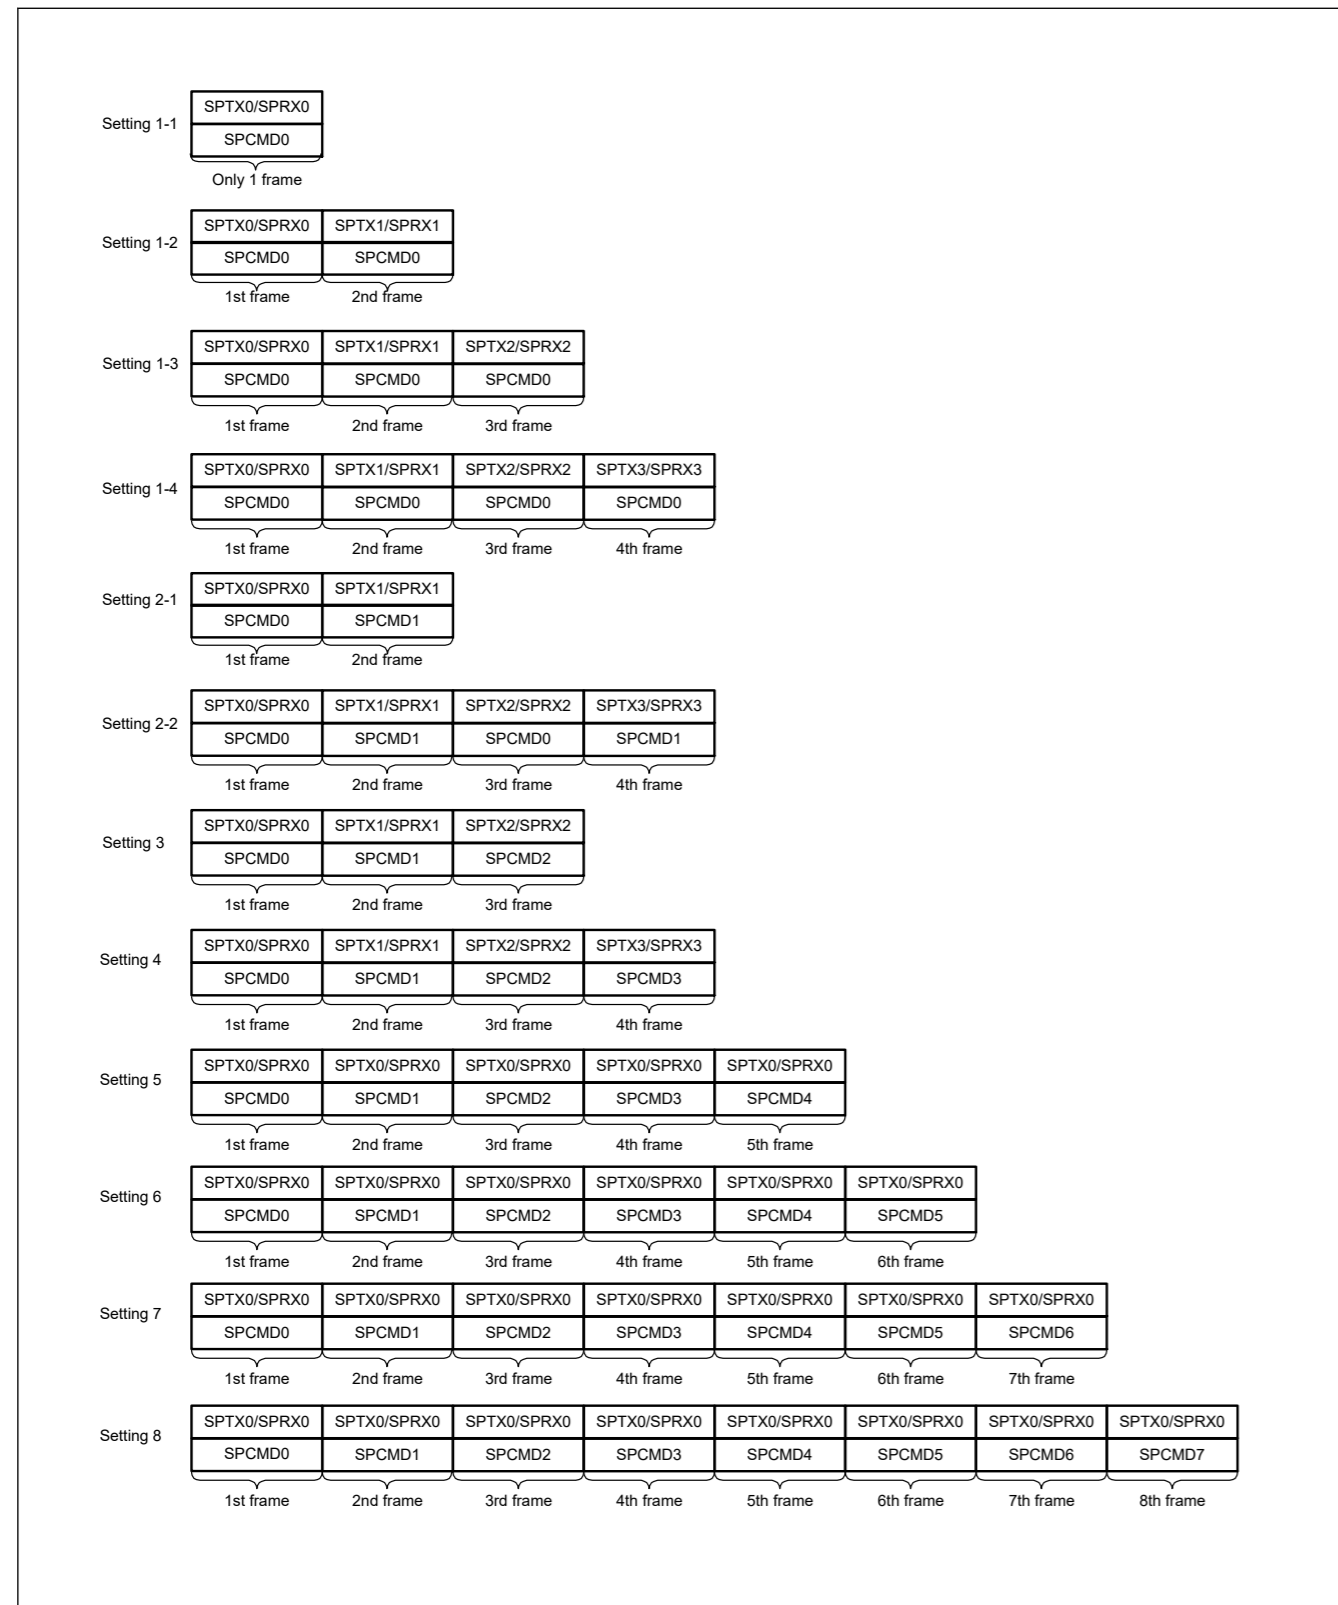 SPTX0/SPRX0
Setting 1-1
SPCMD0
Only 1 frame
SPTX0/SPRX0 SPTX1/SPRX1
Setting 1-2
SPCMD0 SPCMD0
1st frame 2nd frame
SPTX0/SPRX0 SPTX1/SPRX1 SPTX2/SPRX2
Setting 1-3
SPCMD0 SPCMD0 SPCMD0
1st frame 2nd frame 3rd frame
SPTX0/SPRX0 SPTX1/SPRX1 SPTX2/SPRX2 SPTX3/SPRX3
Setting 1-4
SPCMD0 SPCMD0 SPCMD0 SPCMD0
1st frame 2nd frame 3rd frame 4th frame
SPTX0/SPRX0 SPTX1/SPRX1
Setting 2-1
SPCMD0 SPCMD1
1st frame 2nd frame
SPTX0/SPRX0 SPTX1/SPRX1 SPTX2/SPRX2 SPTX3/SPRX3
Setting 2-2
SPCMD0 SPCMD1 SPCMD0 SPCMD1
1st frame 2nd frame 3rd frame 4th frame
SPTX0/SPRX0 SPTX1/SPRX1 SPTX2/SPRX2
Setting 3
SPCMD0 SPCMD1 SPCMD2
1st frame 2nd frame 3rd frame
SPTX0/SPRX0 SPTX1/SPRX1 SPTX2/SPRX2 SPTX3/SPRX3
Setting 4
SPCMD0 SPCMD1 SPCMD2 SPCMD3
1st frame 2nd frame 3rd frame 4th frame
SPTX0/SPRX0 SPTX0/SPRX0 SPTX0/SPRX0 SPTX0/SPRX0 SPTX0/SPRX0
Setting 5
SPCMD0 SPCMD1 SPCMD2 SPCMD3 SPCMD4
1st frame 2nd frame 3rd frame 4th frame 5th frame
SPTX0/SPRX0 SPTX0/SPRX0 SPTX0/SPRX0 SPTX0/SPRX0 SPTX0/SPRX0 SPTX0/SPRX0
Setting 6
SPCMD0 SPCMD1 SPCMD2 SPCMD3 SPCMD4 SPCMD5
1st frame 2nd frame 3rd frame 4th frame 5th frame 6th frame
SPTX0/SPRX0 SPTX0/SPRX0 SPTX0/SPRX0 SPTX0/SPRX0 SPTX0/SPRX0 SPTX0/SPRX0 SPTX0/SPRX0
Setting 7
SPCMD0 SPCMD1 SPCMD2 SPCMD3 SPCMD4 SPCMD5 SPCMD6
1st frame 2nd frame 3rd frame 4th frame 5th frame 6th frame 7th frame
SPTX0/SPRX0 SPTX0/SPRX0 SPTX0/SPRX0 SPTX0/SPRX0 SPTX0/SPRX0 SPTX0/SPRX0 SPTX0/SPRX0 SPTX0/SPRX0
Setting 8
SPCMD0 SPCMD1 SPCMD2 SPCMD3 SPCMD4 SPCMD5 SPCMD6 SPCMD7
1st frame 2nd frame 3rd frame 4th frame 5th frame 6th frame 7th frame 8th frame